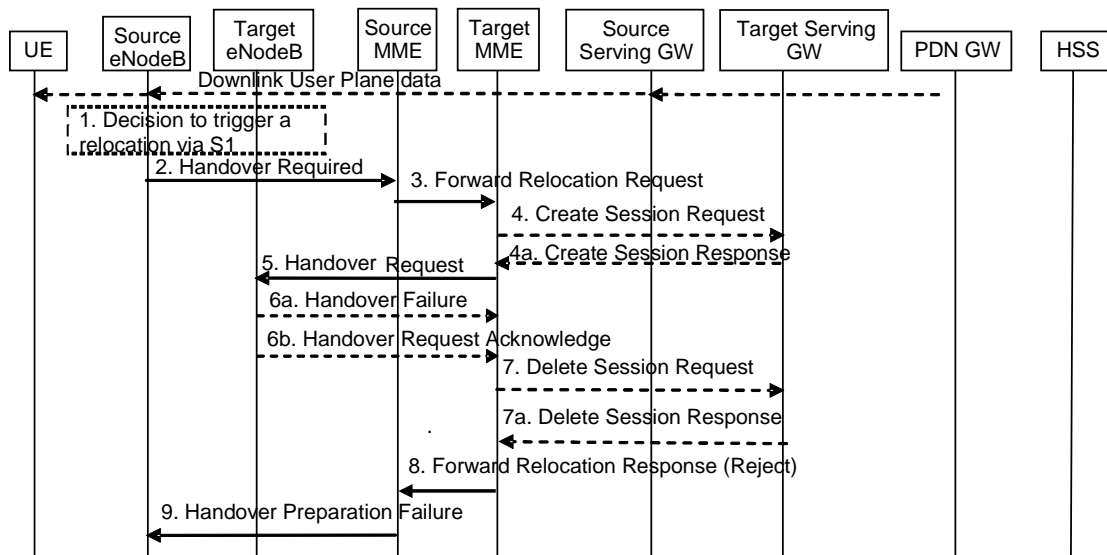 UE
Source
eNodeB
Target
eNodeB
Source
MME
Target
MME
Source
Serving GW
Target Serving
GW
PDN GW
HSS
Downlink User Plane data
1. Decision to trigger a
relocation via S1
2. Handover Required
3. Forward Relocation Request
4. Create Session Request
4a. Create Session Response
5. Handover Request
6a. Handover Failure
6b. Handover Request Acknowledge
7. Delete Session Request
7a. Delete Session Response
.
8. Forward Relocation Response (Reject)
9. Handover Preparation Failure